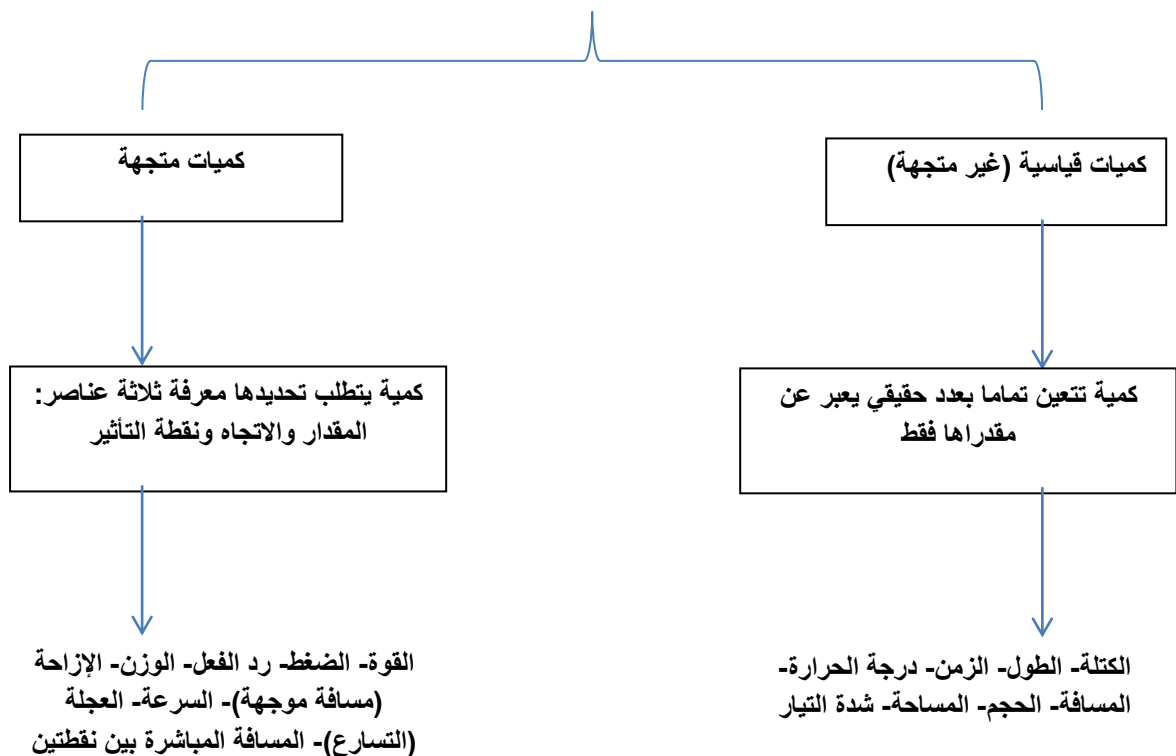 كميات قياسية (غير متجهة)
كمية تتعين تماما بعدد حقيقي يعبر عن
مقدراها فقط
الكتلة- الطول- الزمن- درجة الحرارة-
المسافة- الحجم- المساحة- شدة التيار
كميات متجهة
كمية يتطلب تحديدها معرفة ثلاثة عناصر:
المقدار والاتجاه ونقطة التأثير
القوة- الضغط- رد الفعل- الوزن- الإزاحة
(مسافة موجهة)- السرعة- العجلة
(التسارع)- المسافة المباشرة بين نقطتين